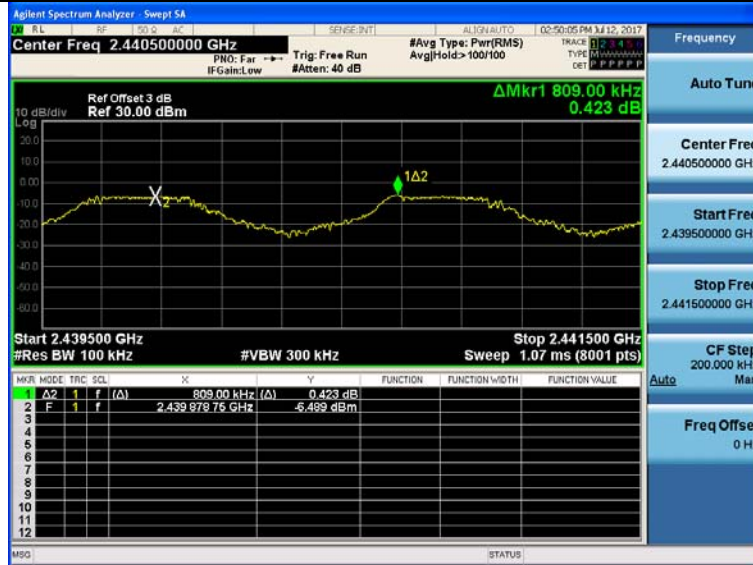 Agilent Spectrum Analyzer - Swept SA
RL RF 50 Ω AC SENSE:INT ALIGN AUTO 02:50:05 PM Jul 12, 2017
Center Freq 2.440500000 GHz
PNO: Far
IFGain:Low
Trig: Free Run
#Atten: 40 dB
#Avg Type: Pwr(RMS)
Avg|Hold:>100/100
TRACE 1 2 3 4 5 6
TYPE
DET P P P P P P
Frequency
Auto Tune
ΔMkr1 809.00 kHz
0.423 dB
Ref Offset 3 dB
10 dB/div Ref 30.00 dBm
Log
20.0
10.0
0.00
-10.0
-20.0
-30.0
-40.0
-50.0
-60.0
1Δ2
X2
Center Freq
2.440500000 GHz
Start Freq
2.439500000 GHz
Stop Freq
2.441500000 GHz
Start 2.439500 GHz Stop 2.441500 GHz
#Res BW 100 kHz #VBW 300 kHz Sweep 1.07 ms (8001 pts)
CF Step
200.000 kHz
Auto Man
Freq Offset
0 Hz
MKR MODE TRC SCL X Y FUNCTION FUNCTION WIDTH FUNCTION VALUE
1 Δ2 1 f (Δ) 809.00 kHz (Δ) 0.423 dB
2 F 1 f 2.439 878 75 GHz -6.489 dBm
3
4
5
6
7
8
9
10
11
12
MSG STATUS